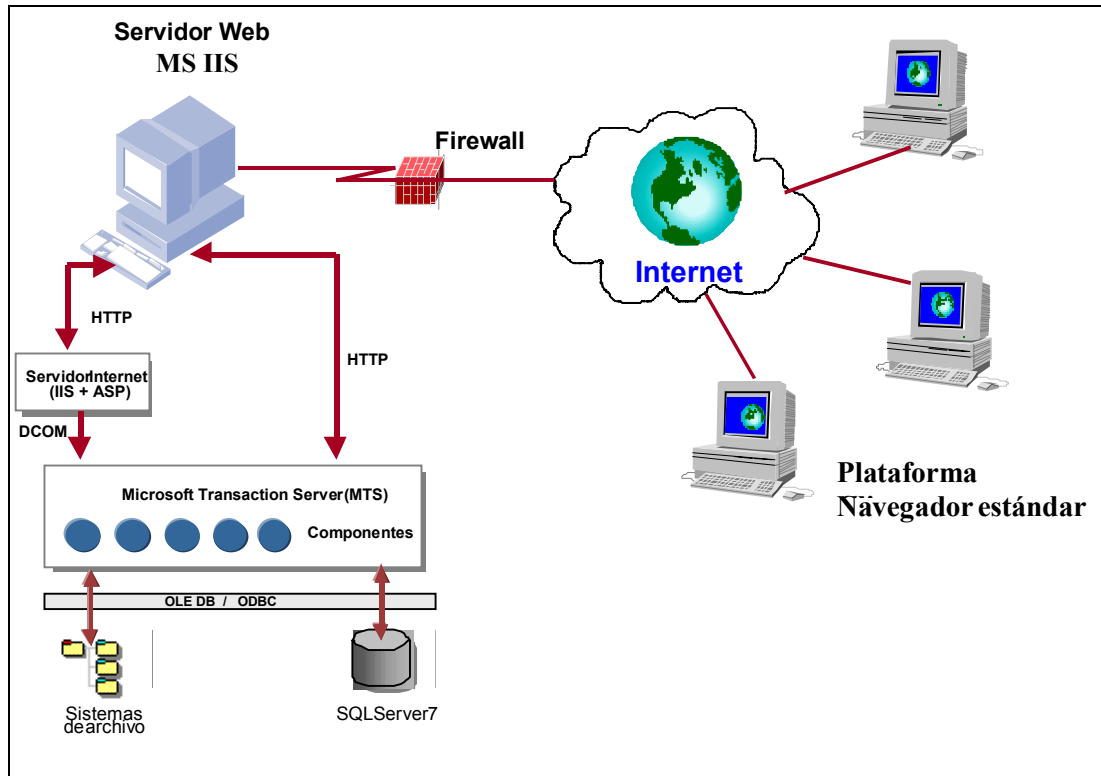 Servidor Web
MS IIS
Firewall
Internet
HTTP
HTTP
ServidorInternet
(IIS + ASP)
DCOM
Microsoft Transaction Server(MTS)
Componentes
OLE DB / ODBC
Sistemas
dearchivo
SQLServer7
Plataforma
Navegador estándar